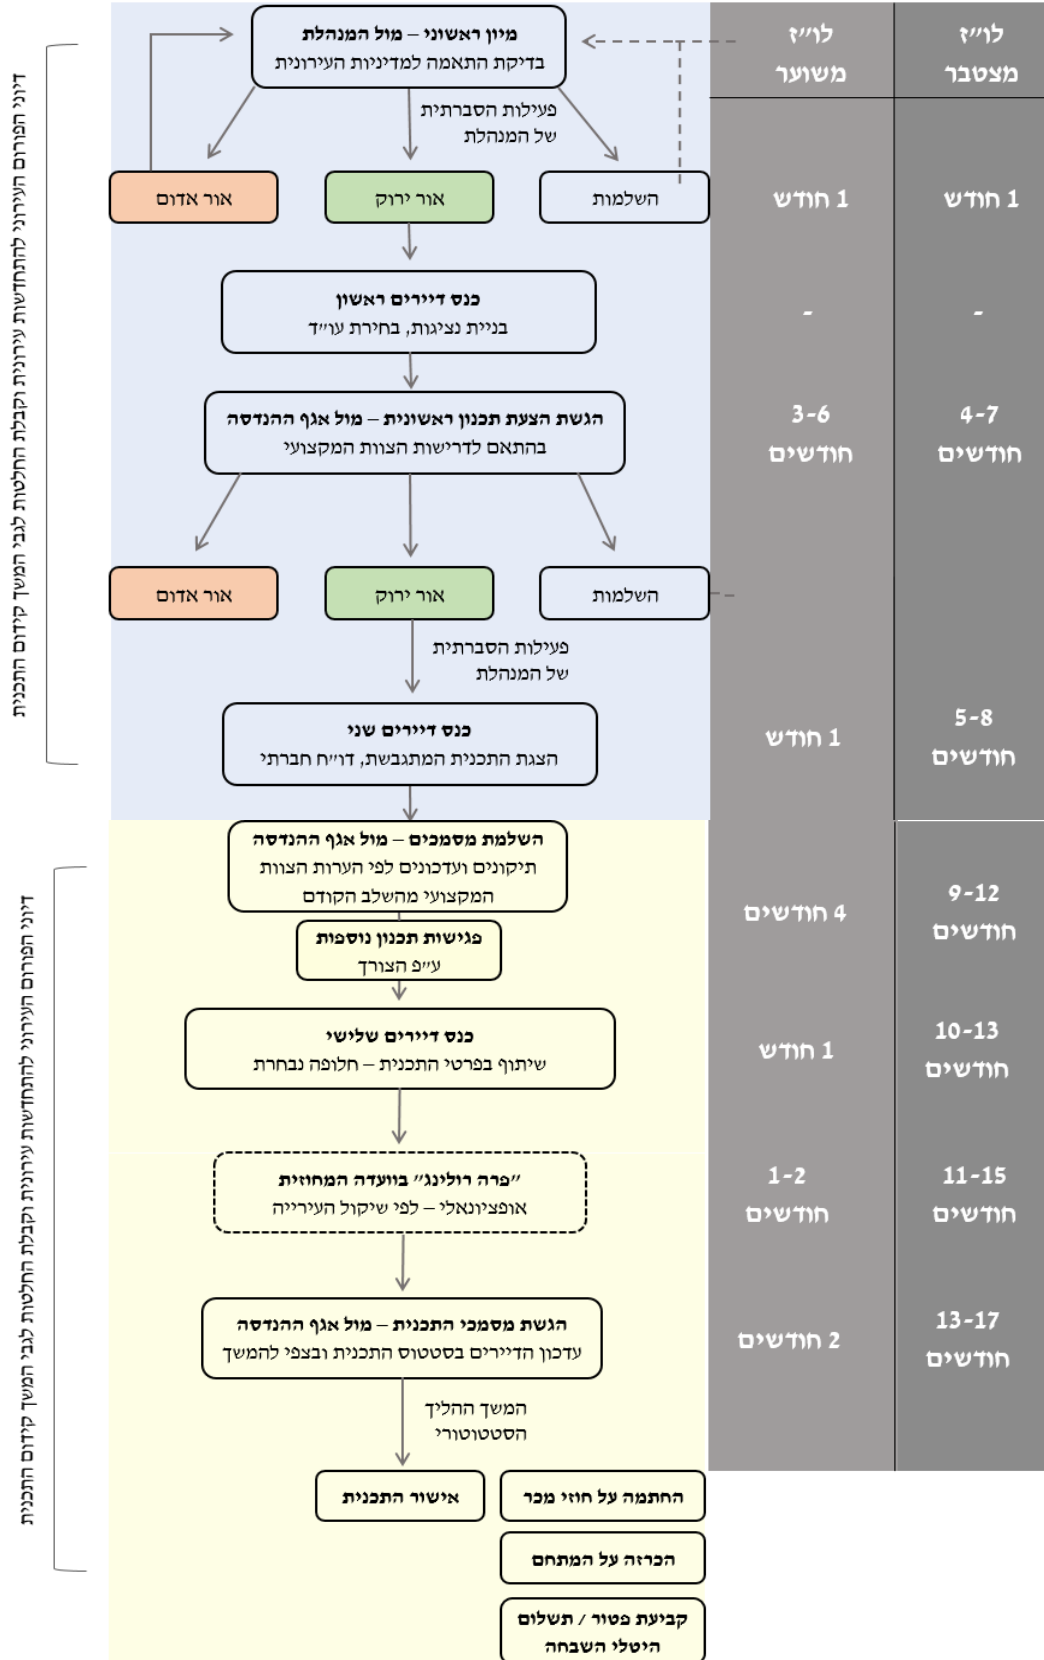 מיון ראשוני – מול המנהלת
בדיקת התאמה למדיניות העירונית
לו״ז
משוער
לו״ז
מצטבר
פעילות הסברתית
של המנהלת
השלמות
אור ירוק
אור אדום
1 חודש
1 חודש
כנס דיירים ראשון
בניית נציגות, בחירת עו״ד
-
-
הגשת הצעת תכנון ראשונית – מול אגף ההנדסה
בהתאם לדרישות הצוות המקצועי
3-6
חודשים
4-7
חודשים
השלמות
אור ירוק
אור אדום
פעילות הסברתית
של המנהלת
כנס דיירים שני
הצגת התכנית המתגבשת, דו״ח חברתי
1 חודש
5-8
חודשים
דיוני הפורום העירוני להתחדשות עירונית וקבלת החלטות לגבי המשך קידום התכנית
השלמת מסמכים – מול אגף ההנדסה
תיקונים ועדכונים לפי הערות הצוות
המקצועי מהשלב הקודם
4 חודשים
9-12
חודשים
פגישות תכנון נוספות
ע״פ הצורך
כנס דיירים שלישי
שיתוף בפרטי התכנית – חלופה נבחרת
1 חודש
10-13
חודשים
״פרה רולינג״ בוועדה המחוזית
אופציונאלי – לפי שיקול העירייה
1-2
חודשים
11-15
חודשים
הגשת מסמכי התכנית – מול אגף ההנדסה
עדכון הדיירים בסטטוס התכנית ובצפי להמשך
2 חודשים
13-17
חודשים
המשך ההליך
הסטטוטורי
החתמה על חוזי מכר
אישור התכנית
הכרזה על המתחם
קביעת פטור / תשלום
היטלי השבחה
דיוני הפורום העירוני להתחדשות עירונית וקבלת החלטות לגבי המשך קידום התכנית